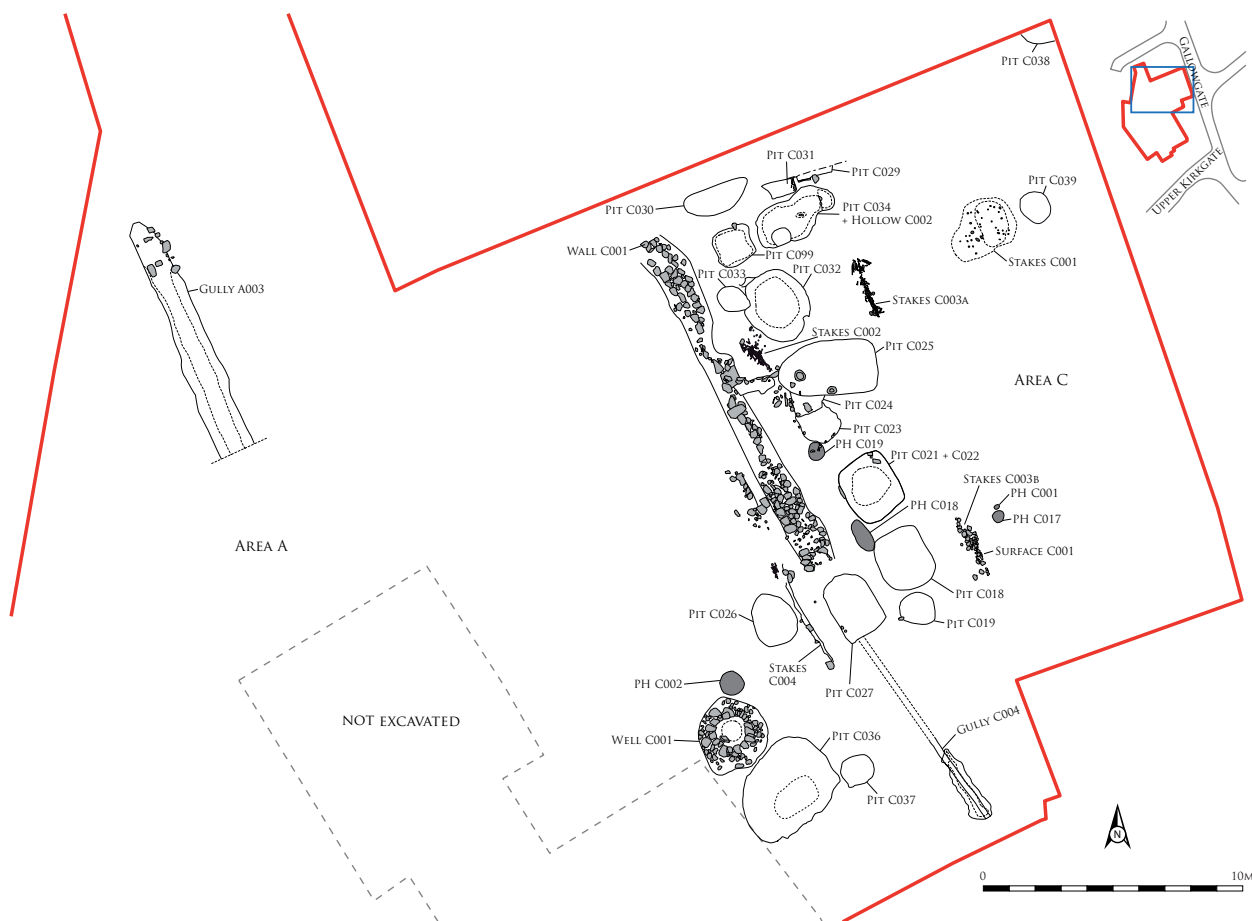 Pit C038
Gallowgate
Upper Kirkgate
Pit C031
Pit C029
Pit C039
Pit C030
Pit C034
+ Hollow C002
Wall C001
Pit C099
Pit C033
Pit C032
Stakes C001
Gully A003
Stakes C003A
Stakes C002
Pit C025
Area C
Pit C024
Pit C023
PH C019
Pit C021 + C022
Stakes C003B
PH C001
PH C018
PH C017
Area A
Surface C001
Pit C018
Pit C026
Pit C019
Stakes
C004
PH C002
Pit C027
not excavated
Gully C004
Well C001
Pit C036
Pit C037
N
0
10m